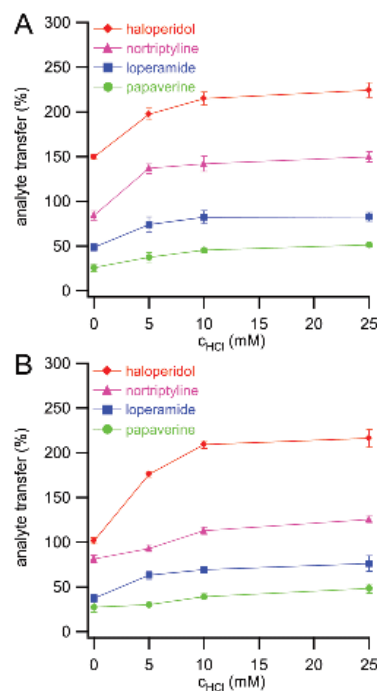 A
300
250
200
150
100
50
0
analyte transfer (%)
haloperidol
nortriptyline
loperamide
papaverine
0 5 10 15 20 25
cHCl (mM)
B
300
250
200
150
100
50
0
analyte transfer (%)
haloperidol
nortriptyline
loperamide
papaverine
0 5 10 15 20 25
cHCl (mM)